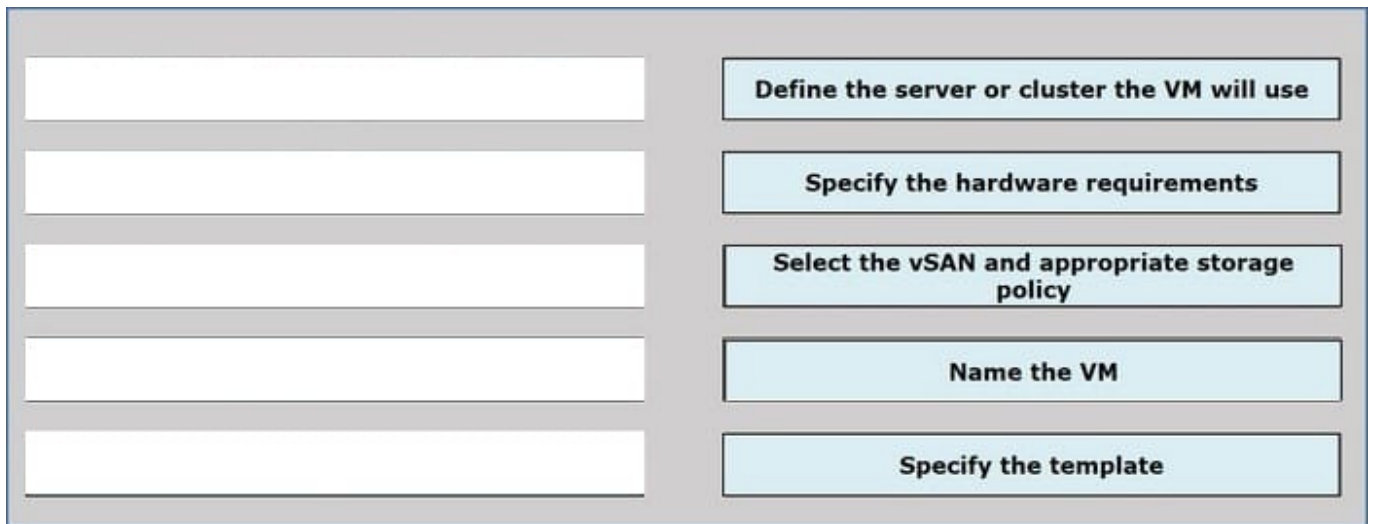 Define the server or cluster the VM will use
Specify the hardware requirements
Select the vSAN and appropriate storage
policy
Name the VM
Specify the template